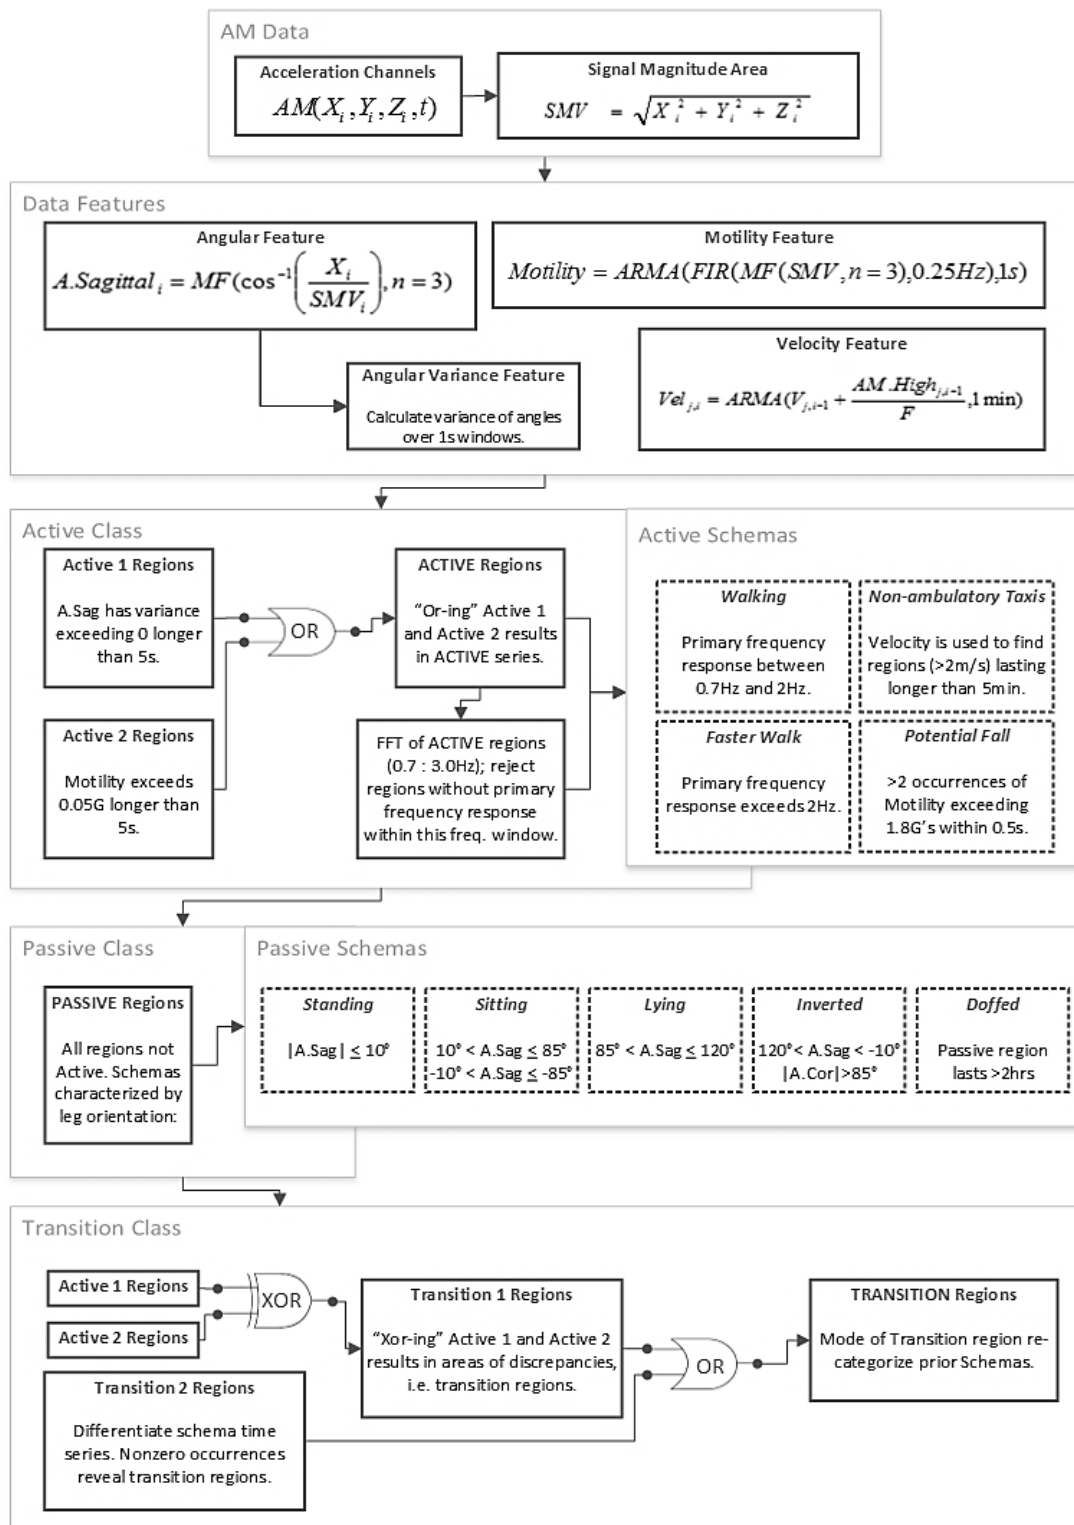 AM Data
Acceleration Channels
AM(X_i, Y_i, Z_i, t)
Signal Magnitude Area
SMV = √(X_i^2 + Y_i^2 + Z_i^2)
Data Features
Angular Feature
A.Sagittal_i = MF(cos^-1(X_i / SMV_i), n = 3)
Motility Feature
Motility = ARMA(FIR(MF(SMV, n = 3), 0.25Hz), 1s)
Angular Variance Feature
Calculate variance of angles
over 1s windows.
Velocity Feature
Vel_j,i = ARMA(V_j,i-1 + AM.High_j,i-1 / F, 1 min)
Active Class
Active 1 Regions
A.Sag has variance
exceeding 0 longer
than 5s.
OR
ACTIVE Regions
“Or-ing” Active 1
and Active 2 results
in ACTIVE series.
Active 2 Regions
Motility exceeds
0.05G longer than
5s.
FFT of ACTIVE regions
(0.7 : 3.0Hz); reject
regions without primary
frequency response
within this freq. window.
Active Schemas
Walking
Primary frequency
response between
0.7Hz and 2Hz.
Non-ambulatory Taxis
Velocity is used to find
regions (>2m/s) lasting
longer than 5min.
Faster Walk
Primary frequency
response exceeds 2Hz.
Potential Fall
>2 occurrences of
Motility exceeding
1.8G's within 0.5s.
Passive Class
PASSIVE Regions
All regions not
Active. Schemas
characterized by
leg orientation:
Passive Schemas
Standing
|A.Sag| ≤ 10°
Sitting
10° < A.Sag ≤ 85°
-10° < A.Sag ≤ -85°
Lying
85° < A.Sag ≤ 120°
Inverted
120° < A.Sag < -10°
|A.Cor|>85°
Doffed
Passive region
lasts >2hrs
Transition Class
Active 1 Regions
Active 2 Regions
XOR
Transition 1 Regions
“Xor-ing” Active 1 and Active 2
results in areas of discrepancies,
i.e. transition regions.
Transition 2 Regions
Differentiate schema time
series. Nonzero occurrences
reveal transition regions.
OR
TRANSITION Regions
Mode of Transition region re-
categorize prior Schemas.